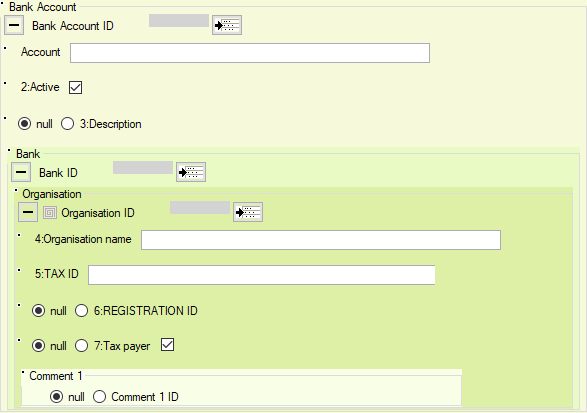 Bank Account
Bank Account ID
Account
2:Active
null 3:Description
Bank
Bank ID
Organisation
Organisation ID
4:Organisation name
5:TAX ID
null 6:REGISTRATION ID
null 7:Tax payer
Comment 1
null Comment 1 ID